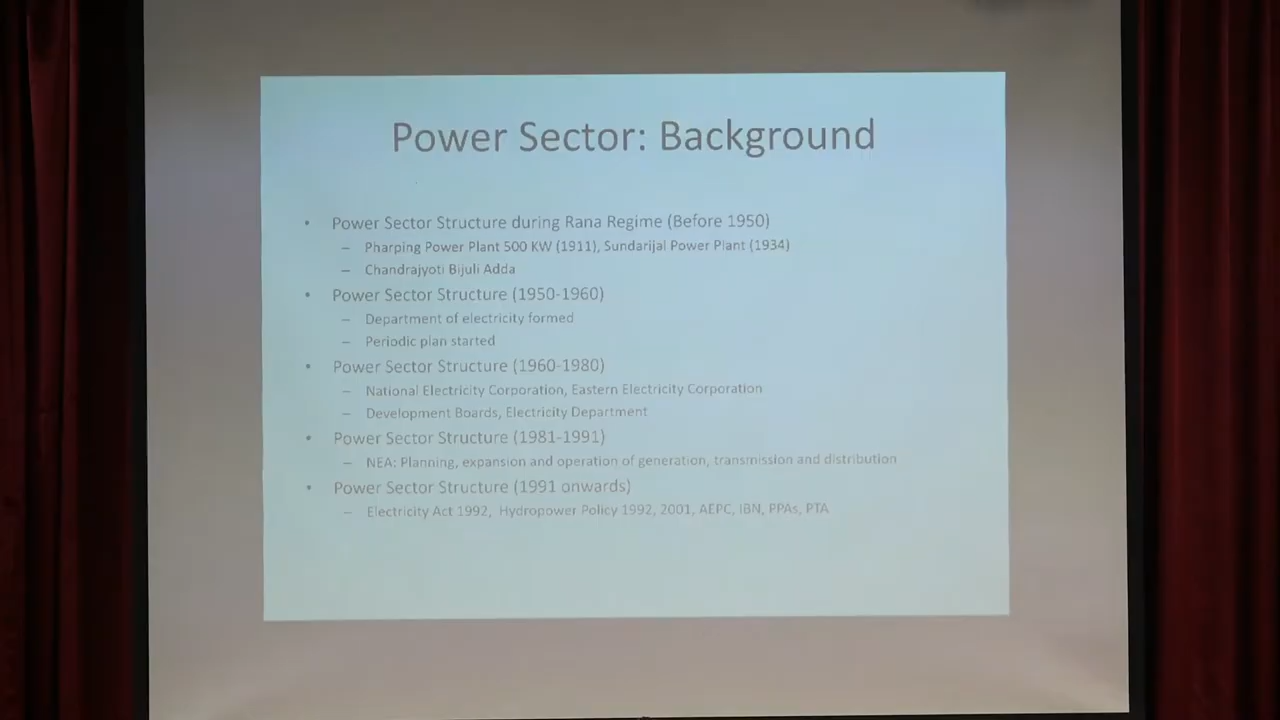 Power Sector: Background
• Power Sector Structure during Rana Regime (Before 1950)
– Pharping Power Plant 500 KW (1911), Sundarijal Power Plant (1934)
– Chandrajyoti Bijuli Adda
• Power Sector Structure (1950-1960)
– Department of electricity formed
– Periodic plan started
• Power Sector Structure (1960-1980)
– National Electricity Corporation, Eastern Electricity Corporation
– Development Boards, Electricity Department
• Power Sector Structure (1981-1991)
– NEA: Planning, expansion and operation of generation, transmission and distribution
• Power Sector Structure (1991 onwards)
– Electricity Act 1992, Hydropower Policy 1992, 2001, AEPC, IBN, PPAs, PTA